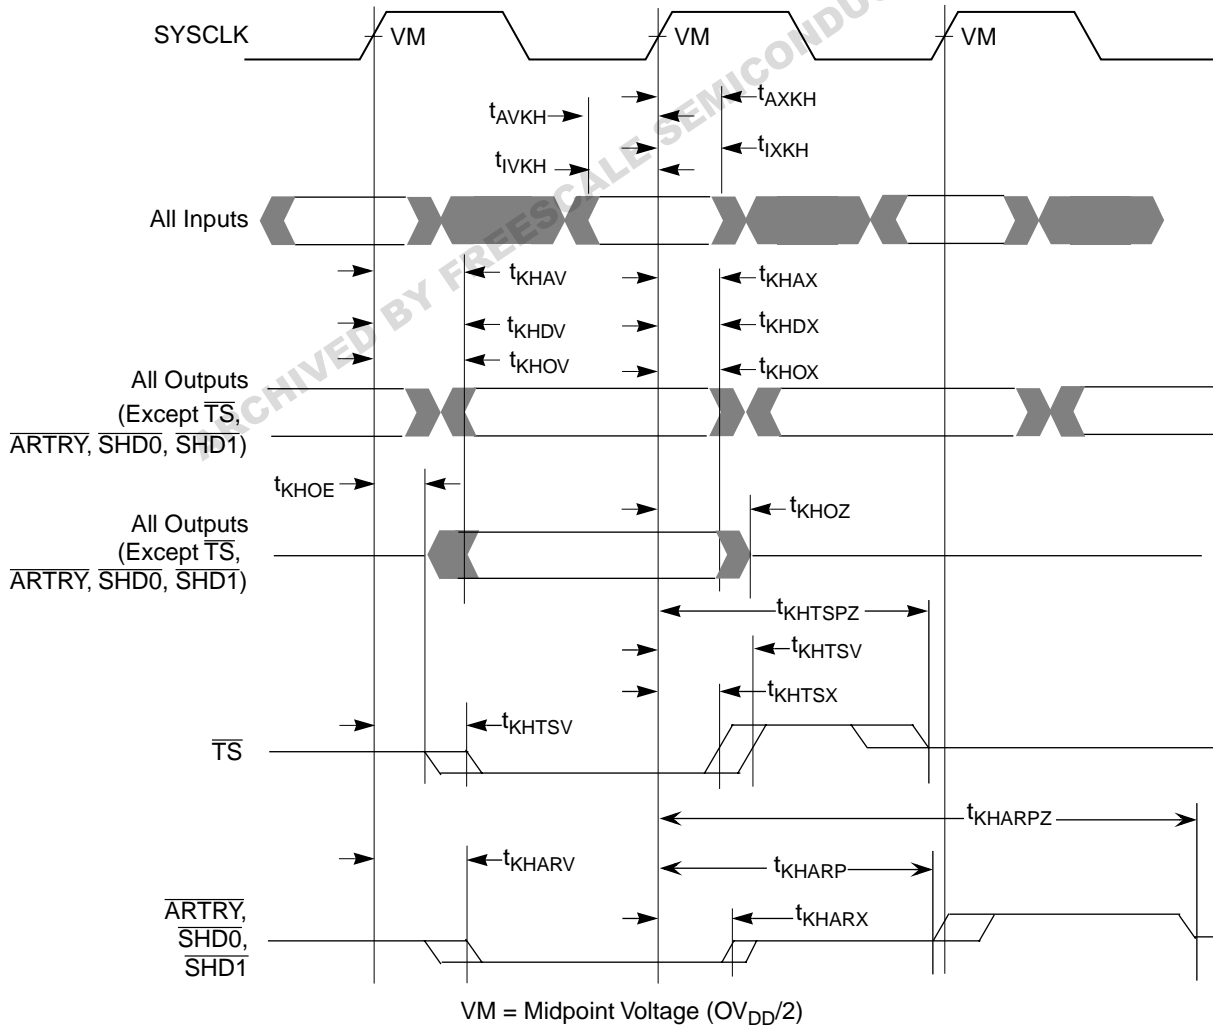 SYSCLK
VM
VM
VM
ARCHIVED BY FREESCALE SEMICONDUC
tAVKH
tAXKH
tIVKH
tIXKH
All Inputs
tKHAV
tKHAX
tKHDV
tKHDX
tKHOV
tKHOX
All Outputs
(Except TS,
ARTRY, SHD0, SHD1)
tKHOE
tKHOZ
All Outputs
(Except TS,
ARTRY, SHD0, SHD1)
tKHTSPZ
tKHTSV
tKHTSX
tKHTSV
TS
tKHARPZ
tKHARV
tKHARP
tKHARX
ARTRY,
SHD0,
SHD1
VM = Midpoint Voltage (OVDD/2)